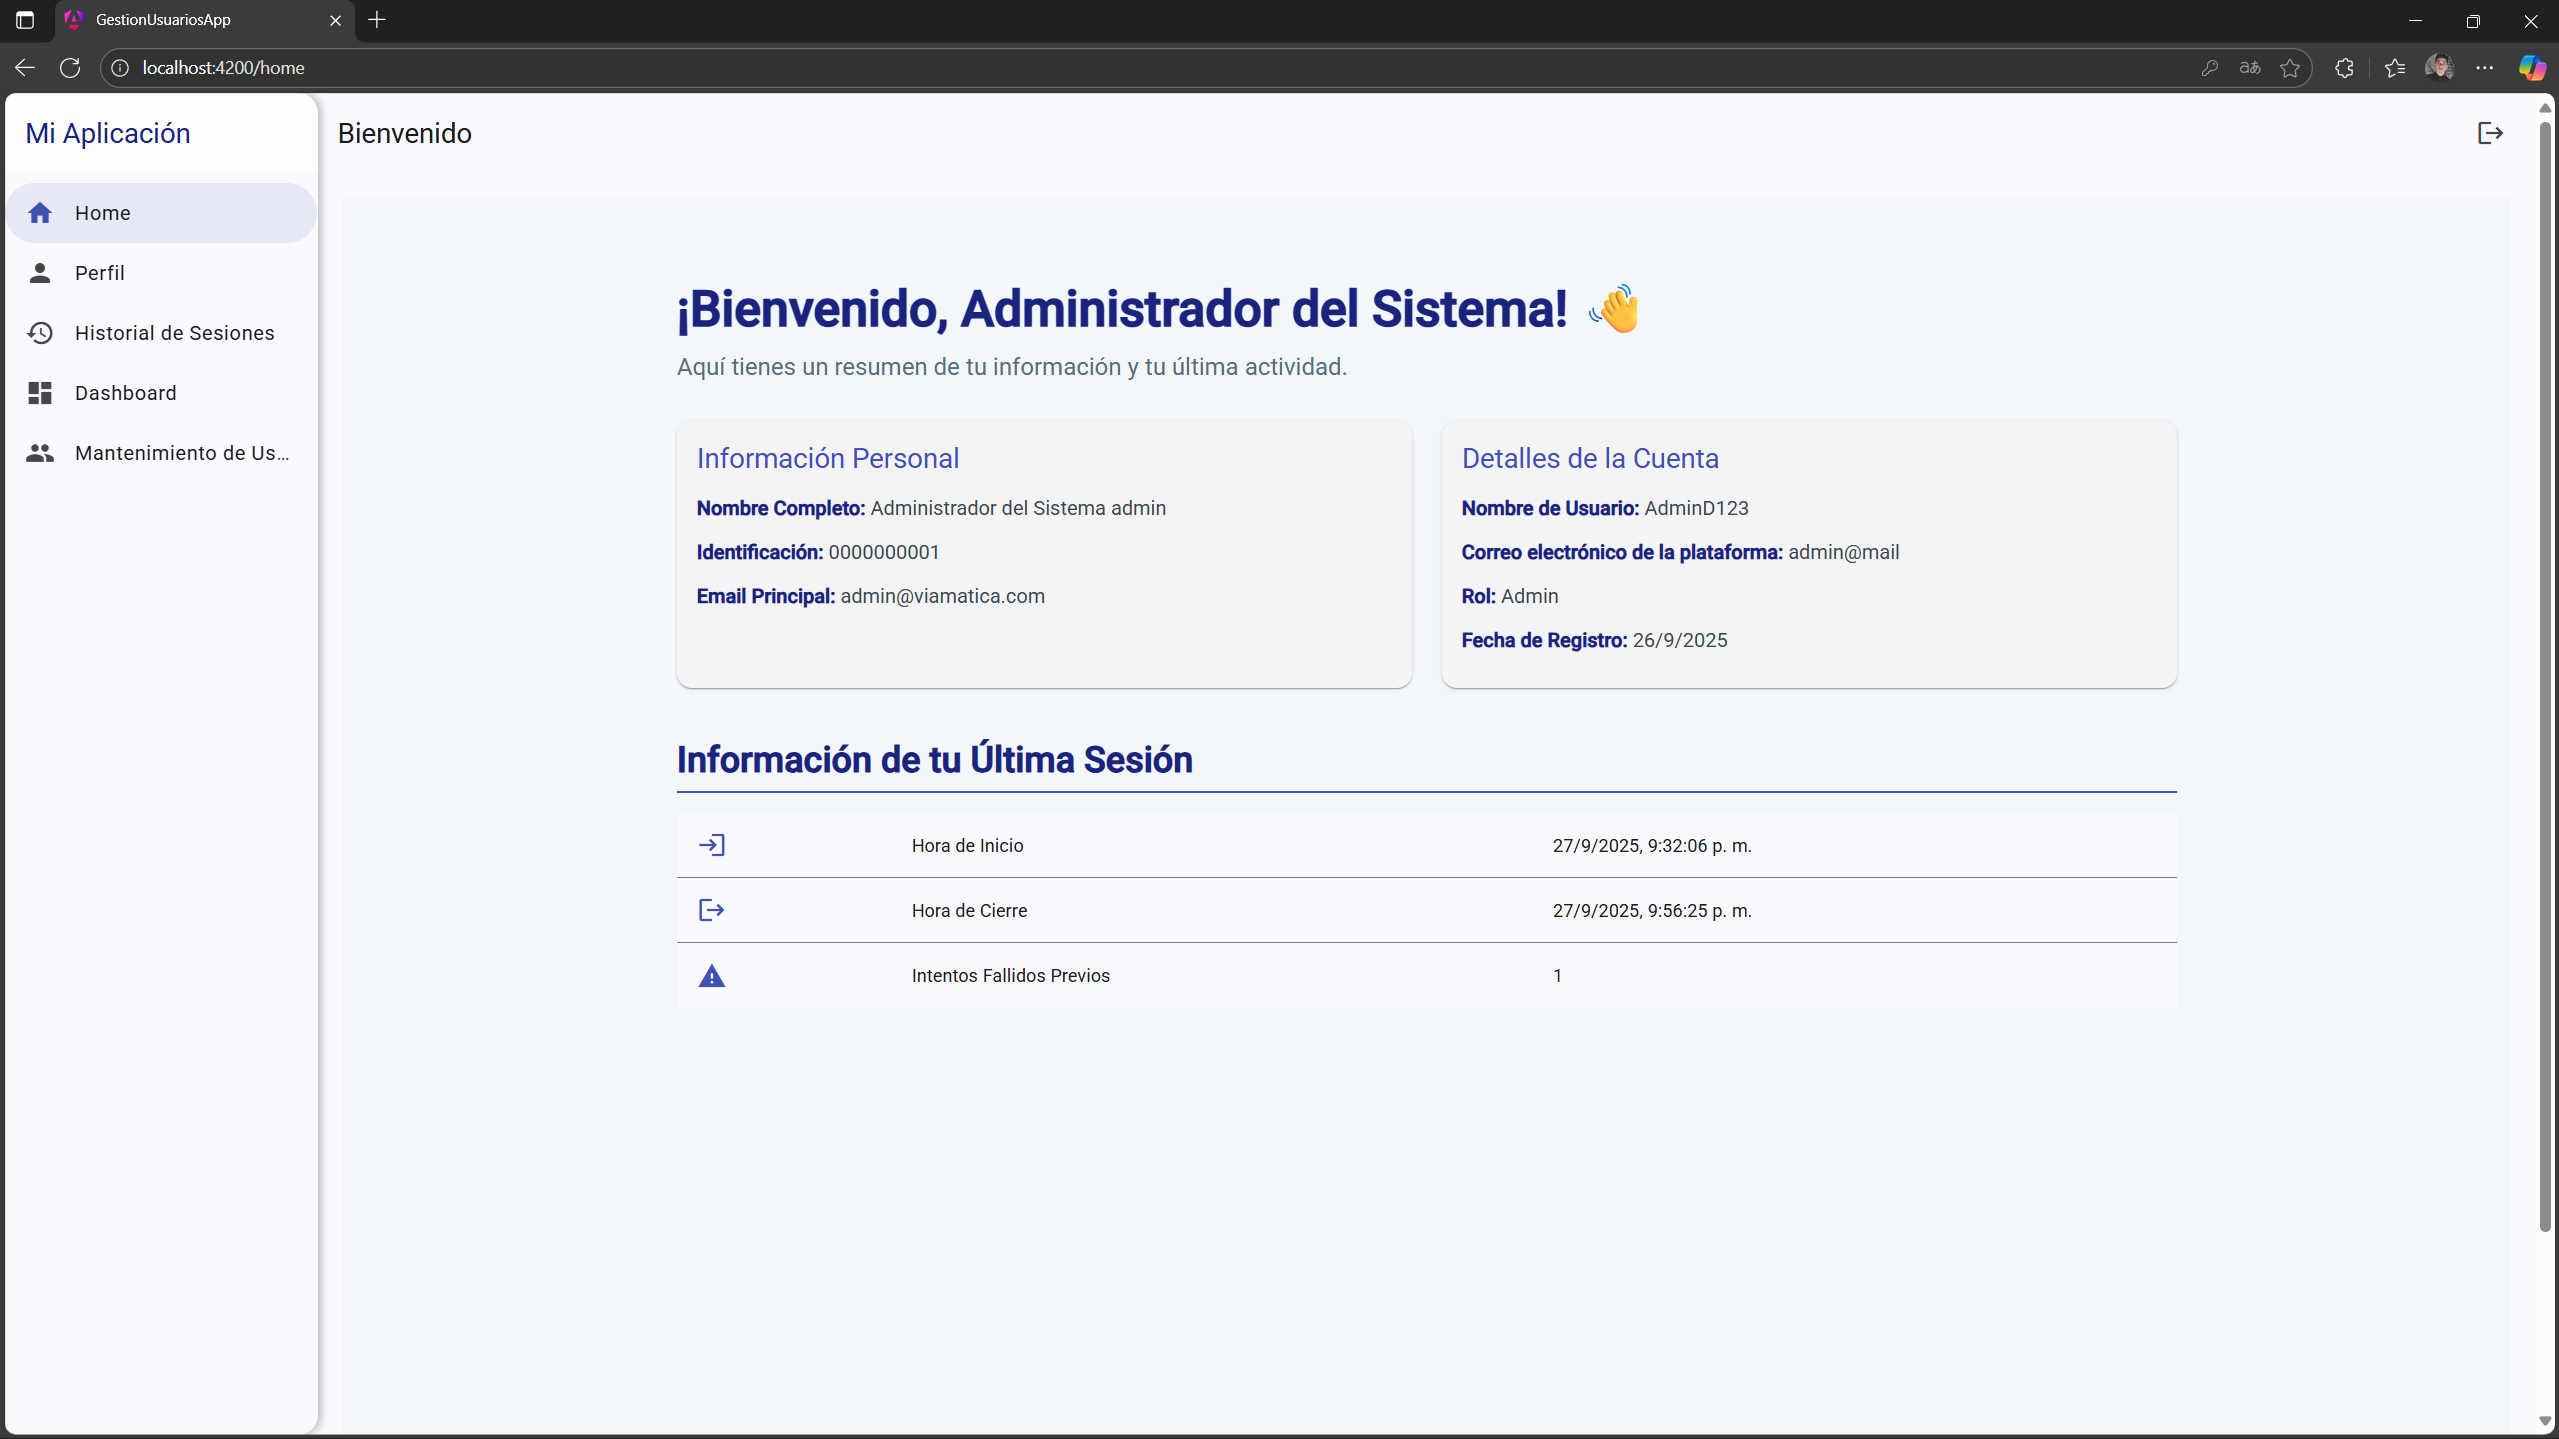 GestionUsuariosApp
localhost:4200/home
Mi Aplicación
Bienvenido
Home
Perfil
Historial de Sesiones
Dashboard
Mantenimiento de Us...
¡Bienvenido, Administrador del Sistema! 👋
Aquí tienes un resumen de tu información y tu última actividad.
Información Personal
Nombre Completo: Administrador del Sistema admin
Identificación: 0000000001
Email Principal: admin@viamatica.com
Detalles de la Cuenta
Nombre de Usuario: AdminD123
Correo electrónico de la plataforma: admin@mail
Rol: Admin
Fecha de Registro: 26/9/2025
Información de tu Última Sesión
Hora de Inicio 27/9/2025, 9:32:06 p. m.
Hora de Cierre 27/9/2025, 9:56:25 p. m.
Intentos Fallidos Previos 1